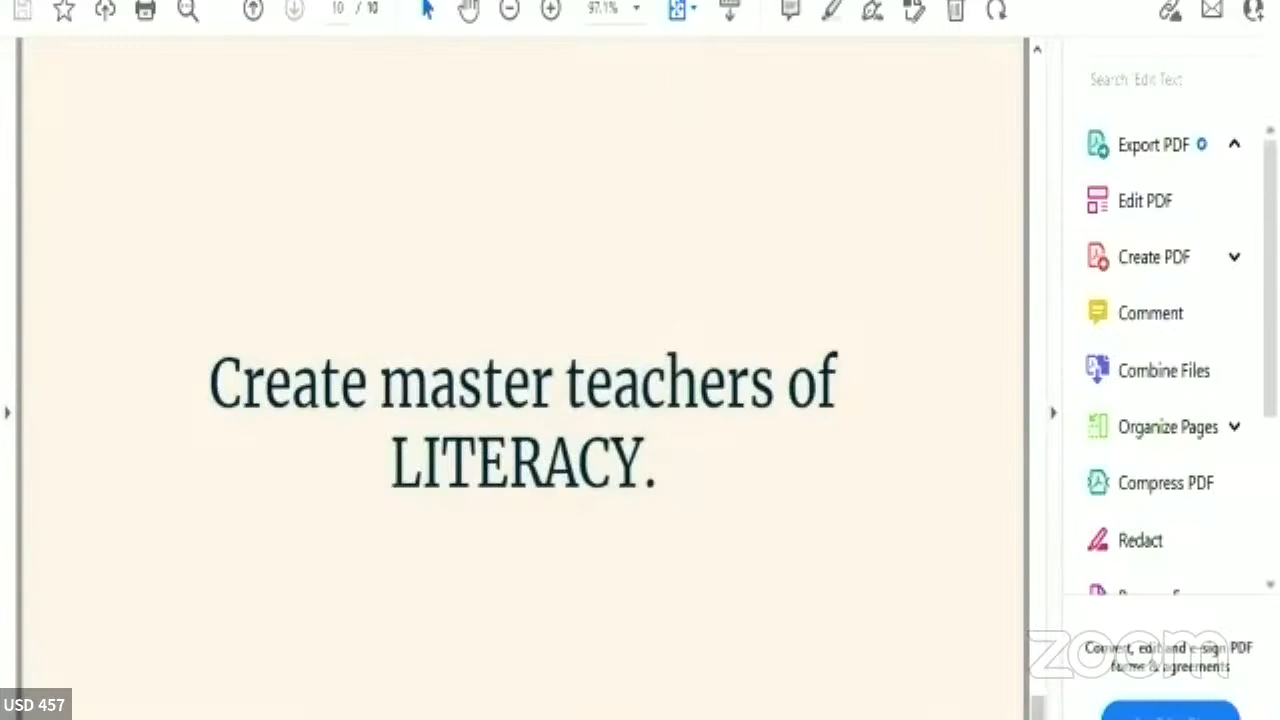 10 / 10
97.1%
Search 'Edit Text'
Export PDF
Edit PDF
Create PDF
Comment
Combine Files
Organize Pages
Compress PDF
Redact
Create master teachers of
LITERACY.
Convert, edit and e-sign PDF
forms & agreements
zoom
USD 457